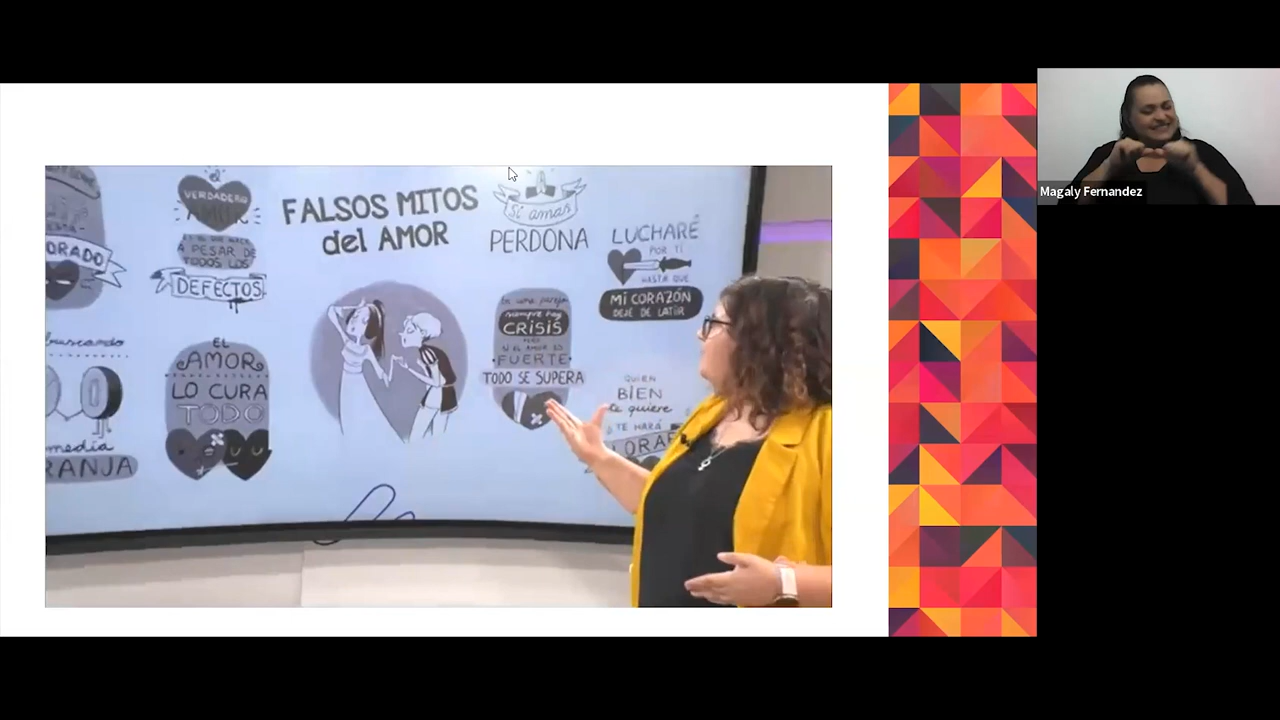 FALSOS MITOS
del AMOR
el
VERDADERO
AMOR
A PESAR DE
TODOS LOS
DEFECTOS
ORADO
buscando
media
RANJA
EL
AMOR
LO CURA
TODO
Si amas
PERDONA
LUCHARÉ
POR TI
HASTA QUE
MI CORAZÓN
DEJE DE LATIR
En una pareja
siempre hay
CRISIS
PERO
SI EL AMOR ES
FUERTE
TODO SE SUPERA
QUIEN
BIEN
te quiere
TE HARÁ
LORAR
Magaly Fernandez